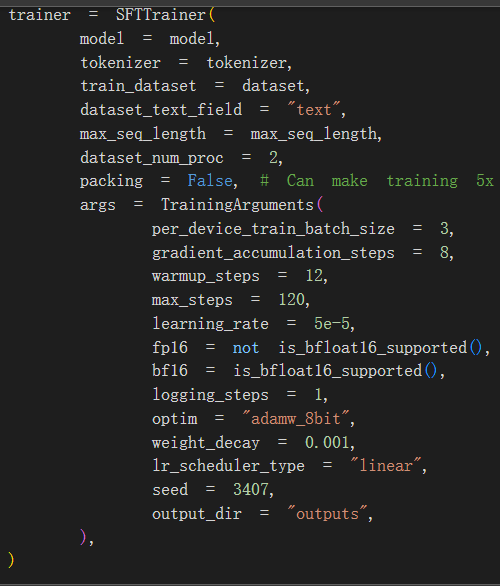 trainer = SFTTrainer(
model = model,
tokenizer = tokenizer,
train_dataset = dataset,
dataset_text_field = "text",
max_seq_length = max_seq_length,
dataset_num_proc = 2,
packing = False, # Can make training 5x
args = TrainingArguments(
per_device_train_batch_size = 3,
gradient_accumulation_steps = 8,
warmup_steps = 12,
max_steps = 120,
learning_rate = 5e-5,
fp16 = not is_bfloat16_supported(),
bf16 = is_bfloat16_supported(),
logging_steps = 1,
optim = "adamw_8bit",
weight_decay = 0.001,
lr_scheduler_type = "linear",
seed = 3407,
output_dir = "outputs",
),
)